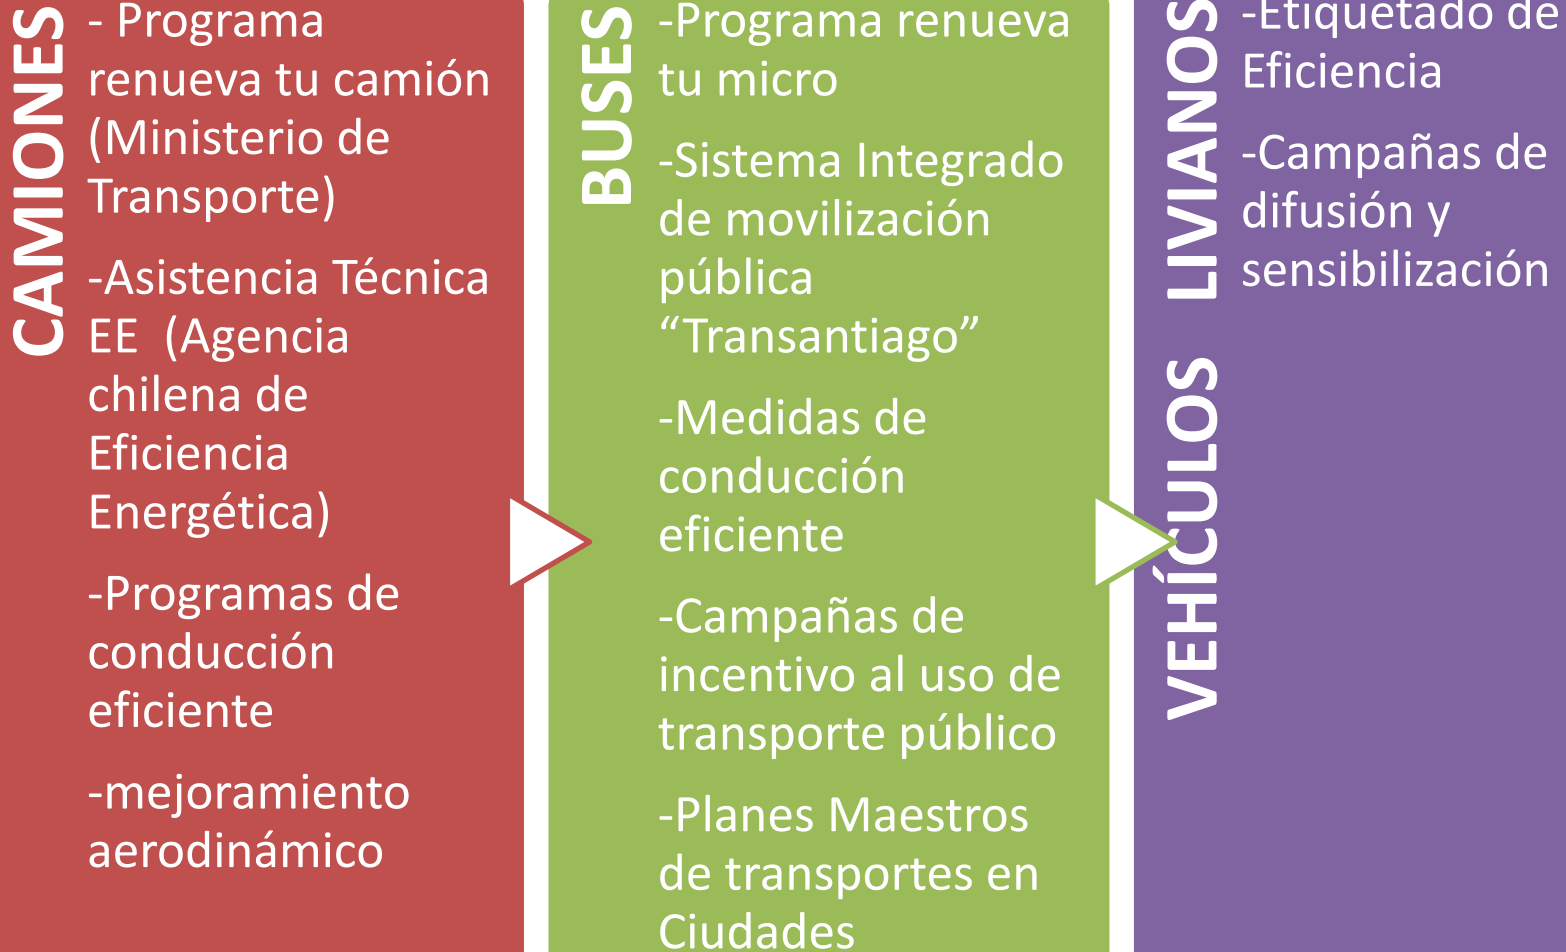 CAMIONES
- Programa
renueva tu camión
(Ministerio de
Transporte)
-Asistencia Técnica
EE (Agencia
chilena de
Eficiencia
Energética)
-Programas de
conducción
eficiente
-mejoramiento
aerodinámico
BUSES
-Programa renueva
tu micro
-Sistema Integrado
de movilización
pública
“Transantiago”
-Medidas de
conducción
eficiente
-Campañas de
incentivo al uso de
transporte público
-Planes Maestros
de transportes en
Ciudades
VEHÍCULOS LIVIANOS
-Etiquetado de
Eficiencia
-Campañas de
difusión y
sensibilización